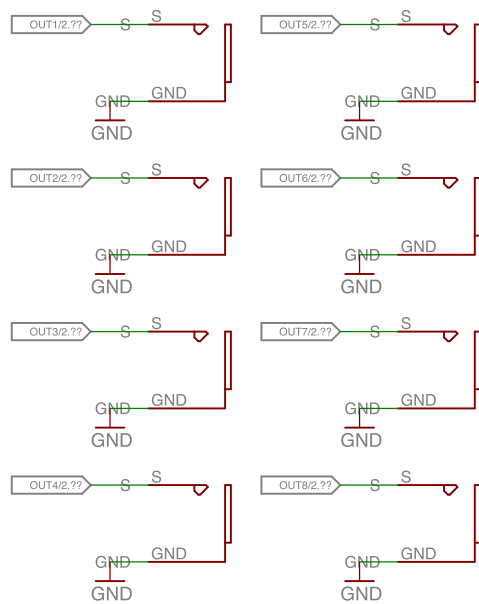 OUT1/2.?? S S OUT5/2.?? S S
GND GND GND GND
GND GND
OUT2/2.?? S S OUT6/2.?? S S
GND GND GND GND
GND GND
OUT3/2.?? S S OUT7/2.?? S S
GND GND GND GND
GND GND
OUT4/2.?? S S OUT8/2.?? S S
GND GND GND GND
GND GND